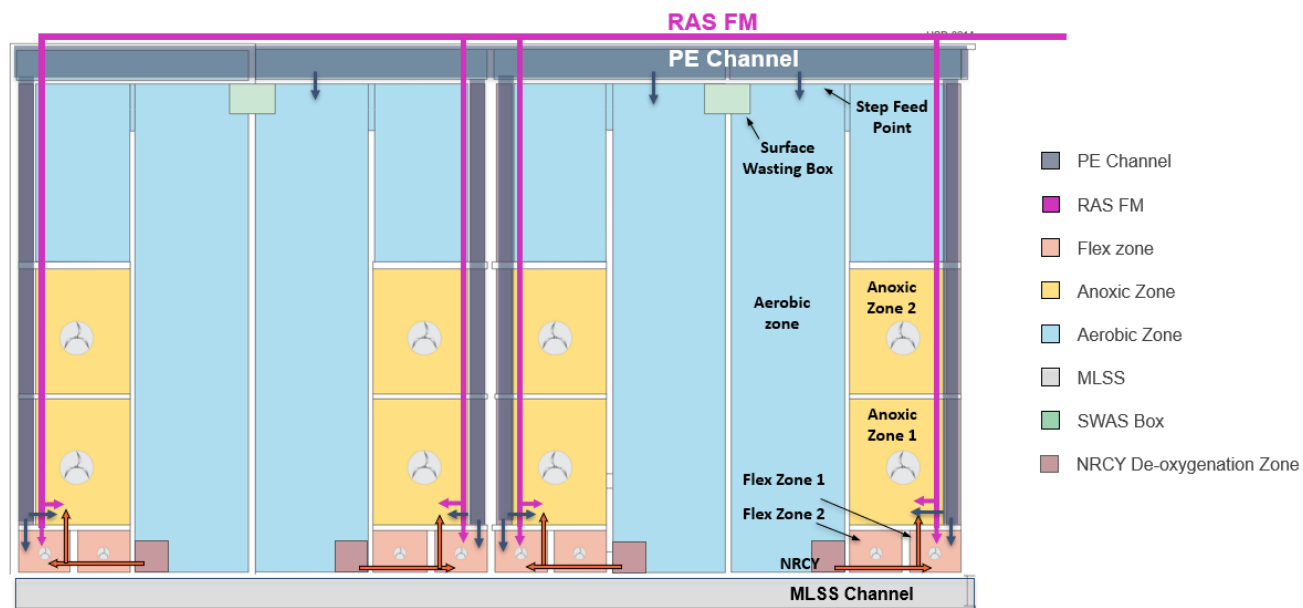 RAS FM
PE Channel
Step Feed
Point
Surface
Wasting Box
Anoxic
Zone 2
Aerobic
zone
Anoxic
Zone 1
Flex Zone 1
Flex Zone 2
NRCY
MLSS Channel
PE Channel
RAS FM
Flex zone
Anoxic Zone
Aerobic Zone
MLSS
SWAS Box
NRCY De-oxygenation Zone